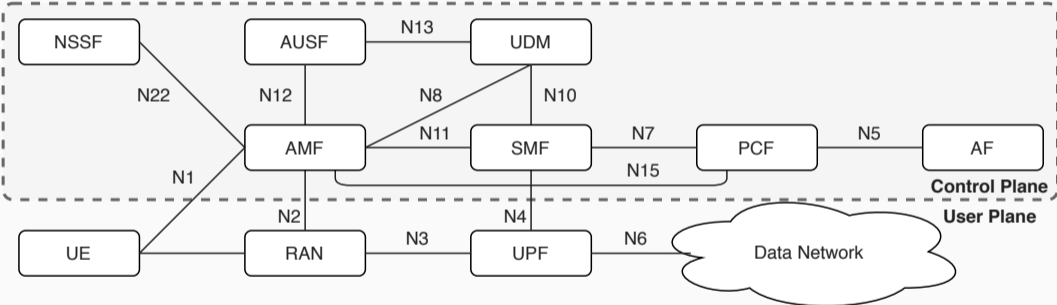 NSSF
AUSF
N13
UDM
N22
N12
N8
N10
AMF
N11
SMF
N7
PCF
N5
AF
N1
N15
Control Plane
N2
N4
User Plane
UE
RAN
N3
UPF
N6
Data Network